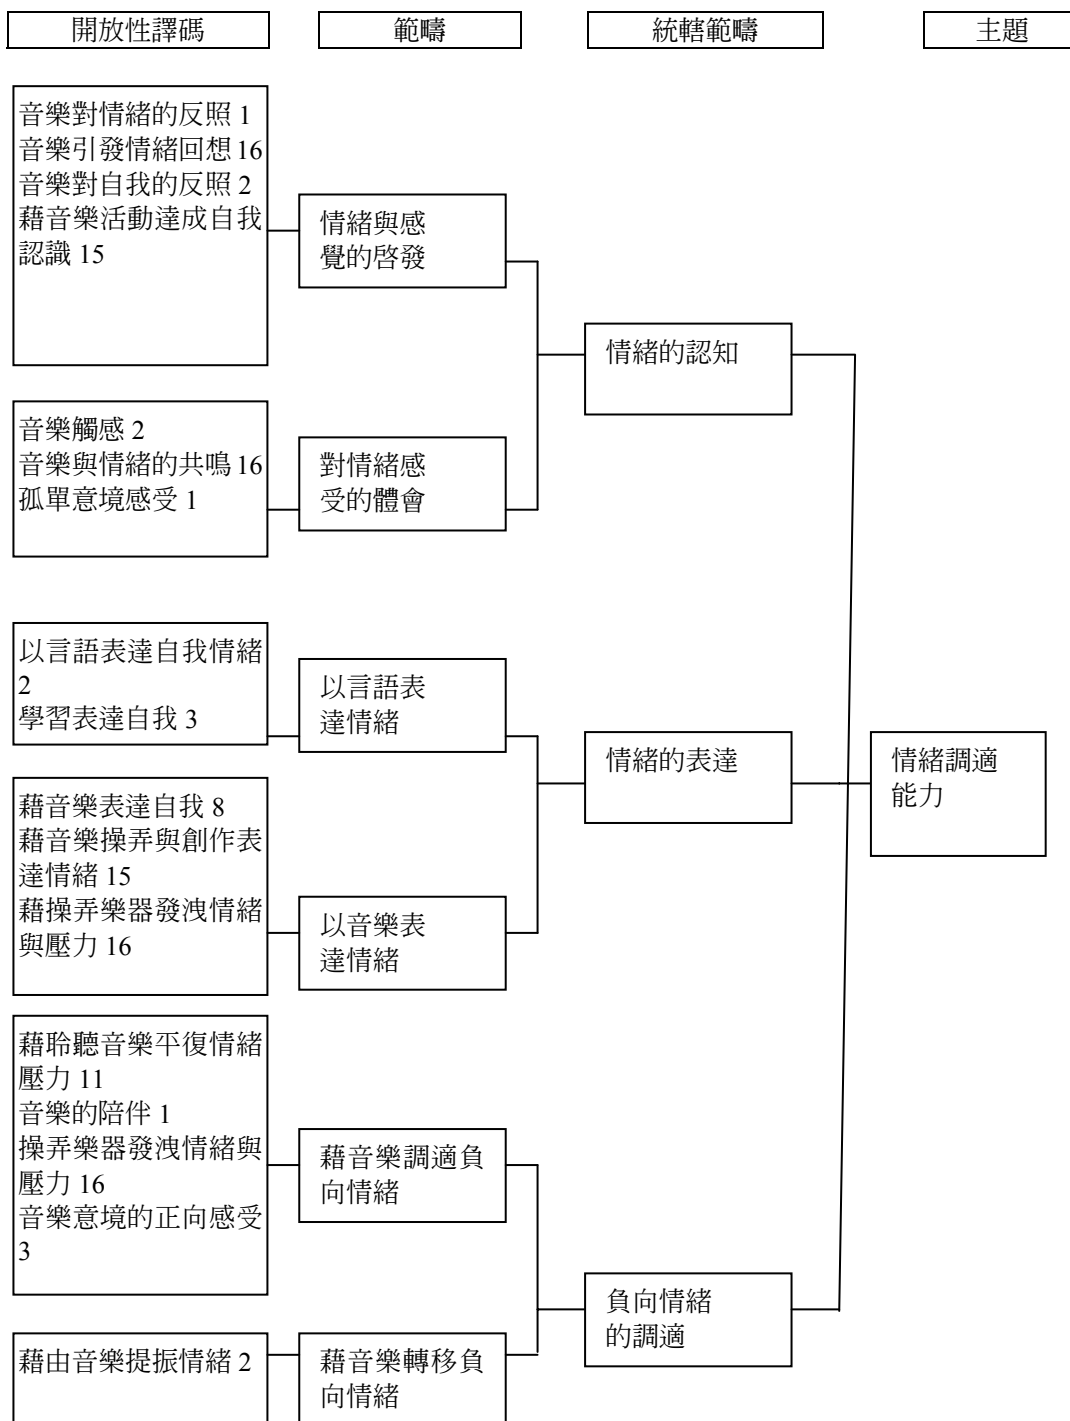 開放性譯碼
範疇
統轄範疇
主題
音樂對情緒的反照 1
音樂引發情緒回想 16
音樂對自我的反照 2
藉音樂活動達成自我
認識 15
情緒與感
覺的啓發
情緒的認知
音樂觸感 2
音樂與情緒的共鳴 16
孤單意境感受 1
對情緒感
受的體會
以言語表達自我情緒
2
學習表達自我 3
以言語表
達情緒
情緒的表達
情緒調適
能力
藉音樂表達自我 8
藉音樂操弄與創作表
達情緒 15
藉操弄樂器發洩情緒
與壓力 16
以音樂表
達情緒
藉聆聽音樂平復情緒
壓力 11
音樂的陪伴 1
操弄樂器發洩情緒與
壓力 16
音樂意境的正向感受
3
藉音樂調適負
向情緒
負向情緒
的調適
藉由音樂提振情緒 2
藉音樂轉移負
向情緒